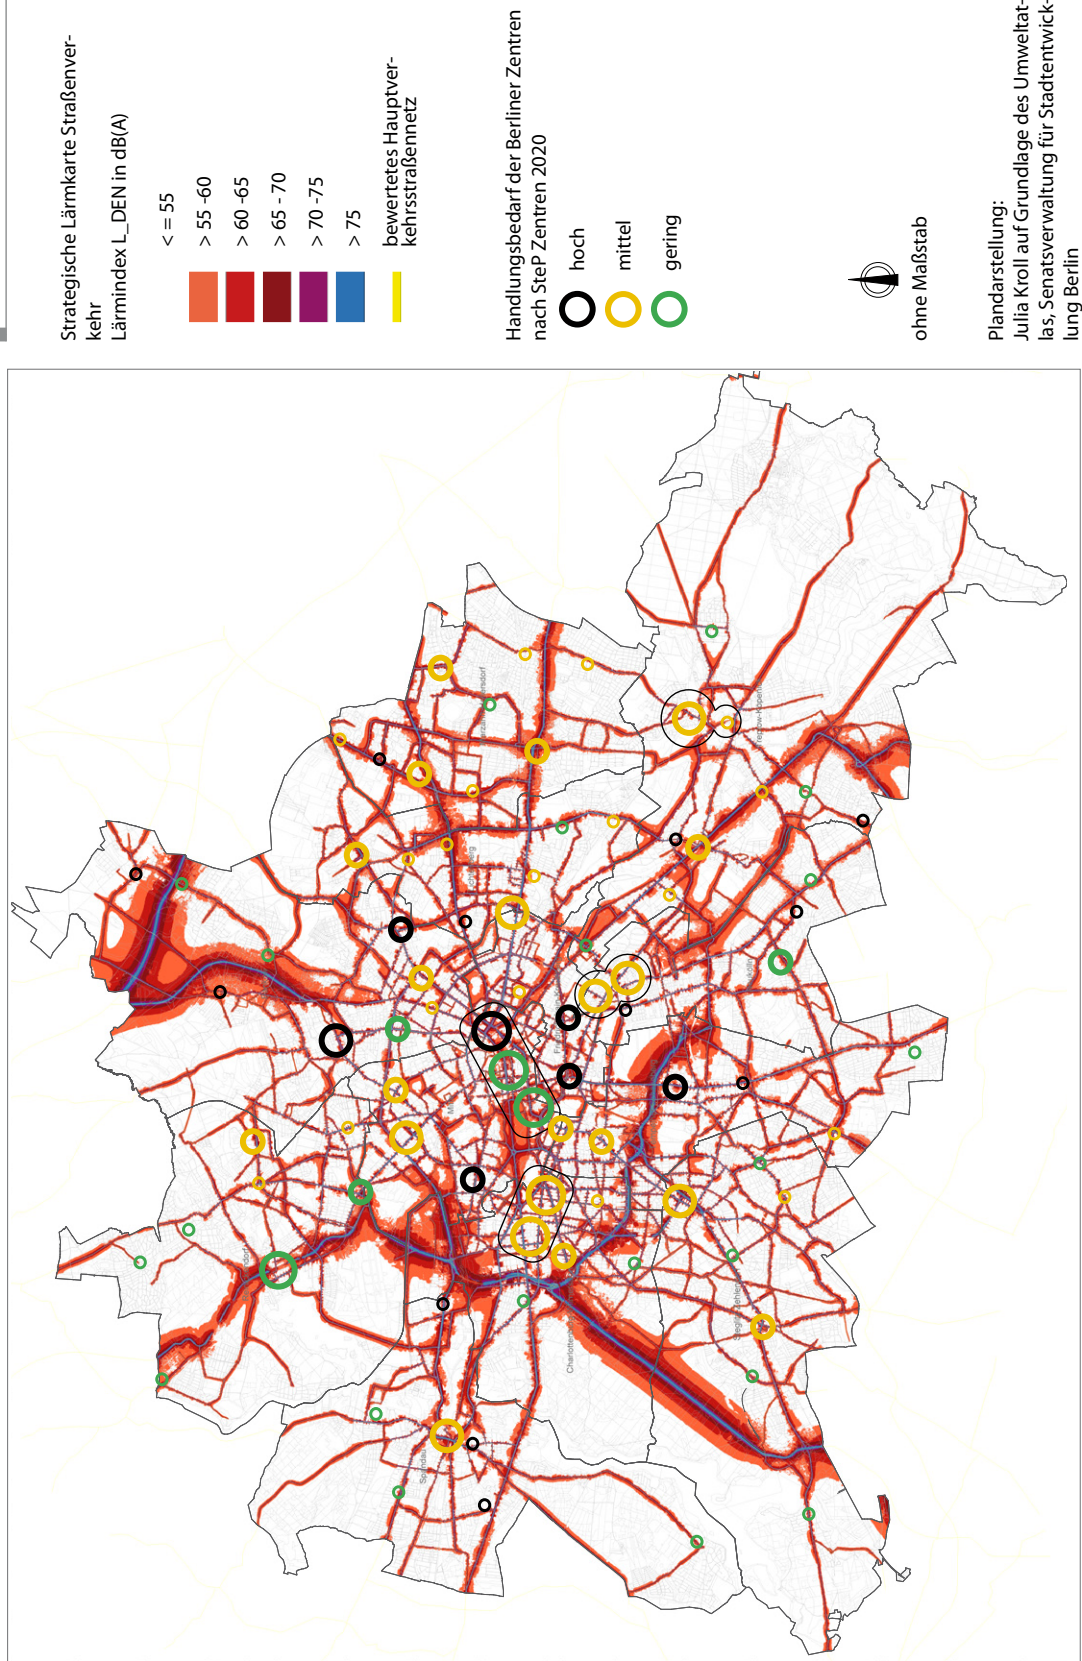 Strategische Lärmkarte Straßenver-
kehr
Lärmindex L_DEN in dB(A)
< = 55
> 55 -60
> 60 -65
> 65 - 70
> 70 -75
> 75
bewertetes Hauptver-
kehrsstraßennetz
Handlungsbedarf der Berliner Zentren
nach SteP Zentren 2020
hoch
mittel
gering
ohne Maßstab
Plandarstellung:
Julia Kroll auf Grundlage des Umweltat-
las, Senatsverwaltung für Stadtentwick-
lung Berlin
Spandau